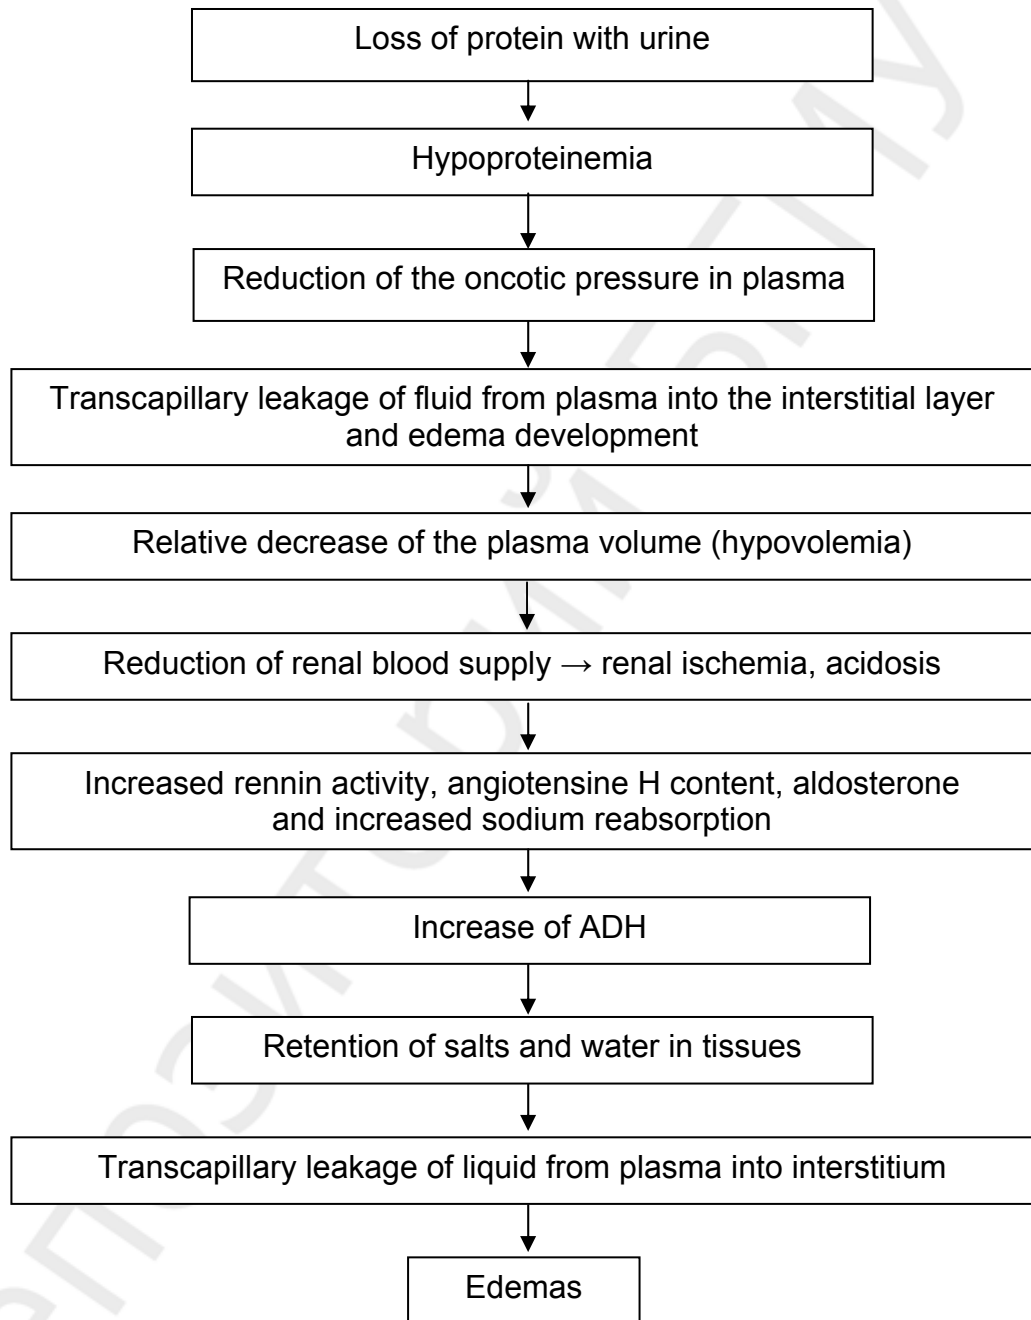 Loss of protein with urine
Hypoproteinemia
Reduction of the oncotic pressure in plasma
Transcapillary leakage of fluid from plasma into the interstitial layer
and edema development
Relative decrease of the plasma volume (hypovolemia)
Reduction of renal blood supply → renal ischemia, acidosis
Increased rennin activity, angiotensine H content, aldosterone
and increased sodium reabsorption
Increase of ADH
Retention of salts and water in tissues
Transcapillary leakage of liquid from plasma into interstitium
Edemas